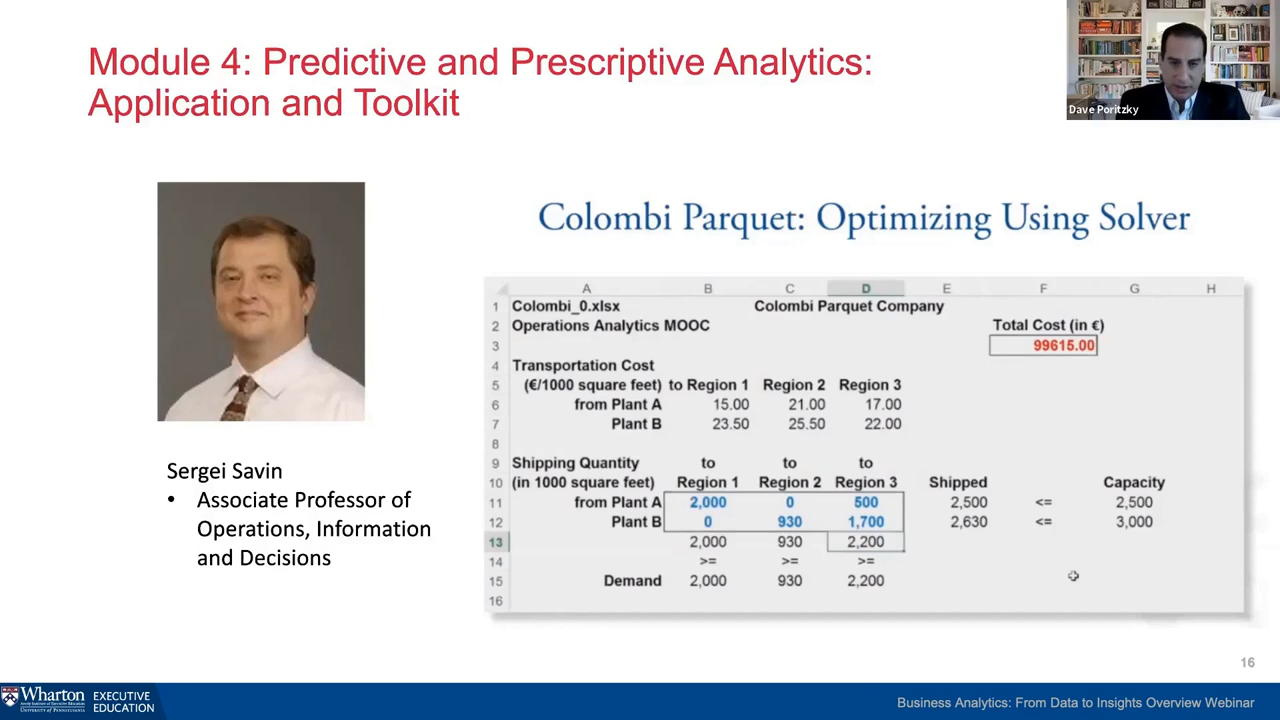 Module 4: Predictive and Prescriptive Analytics:
Application and Toolkit
Dave Poritzky
Sergei Savin
• Associate Professor of
Operations, Information
and Decisions
Colombi Parquet: Optimizing Using Solver
A B C D E F G H
1 Colombi_0.xlsx Colombi Parquet Company
2 Operations Analytics MOOC Total Cost (in €)
3 99615.00
4 Transportation Cost
5 (€/1000 square feet) to Region 1 Region 2 Region 3
6 from Plant A 15.00 21.00 17.00
7 Plant B 23.50 25.50 22.00
8
9 Shipping Quantity to to to
10 (in 1000 square feet) Region 1 Region 2 Region 3 Shipped Capacity
11 from Plant A 2,000 0 500 2,500 <= 2,500
12 Plant B 0 930 1,700 2,630 <= 3,000
13 2,000 930 2,200
14 >= >= >=
15 Demand 2,000 930 2,200
16
16
Wharton
UNIVERSITY OF PENNSYLVANIA
EXECUTIVE
EDUCATION
Business Analytics: From Data to Insights Overview Webinar